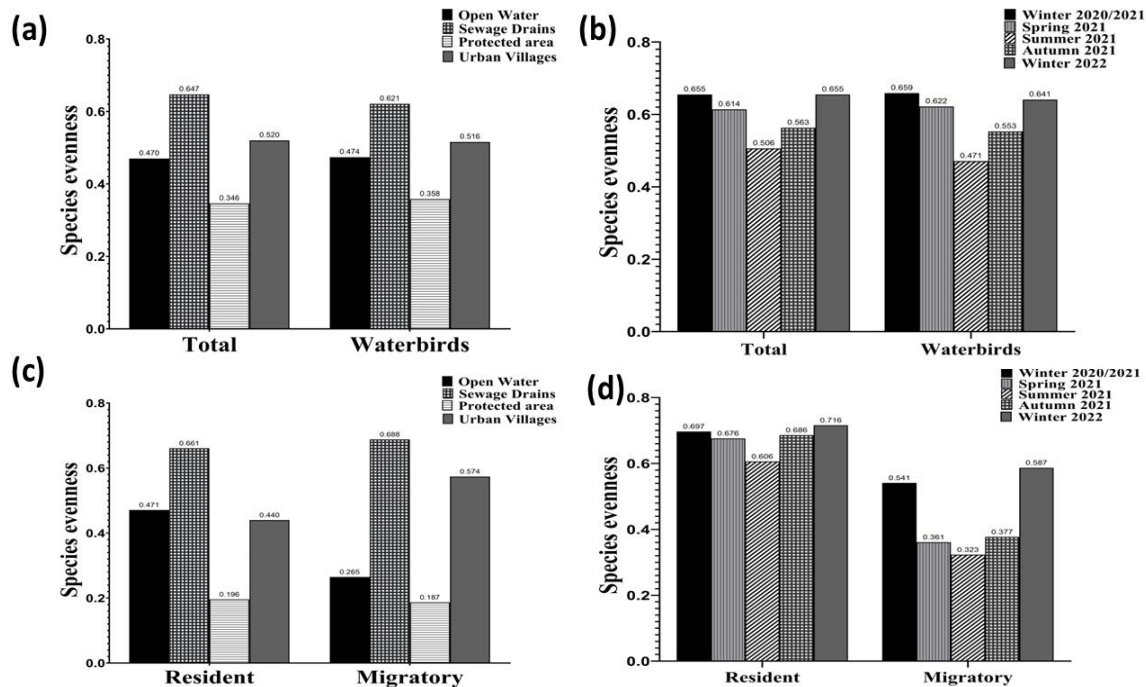 (a)
Open Water
Sewage Drains
Protected area
Urban Villages
Species evenness
0.8
0.6
0.4
0.2
0.0
0.470
0.647
0.346
0.520
0.474
0.621
0.358
0.516
Total Waterbirds
(b)
Winter 2020/2021
Spring 2021
Summer 2021
Autumn 2021
Winter 2022
Species evenness
0.8
0.6
0.4
0.2
0.0
0.655
0.614
0.506
0.563
0.655
0.659
0.622
0.471
0.553
0.641
Total Waterbirds
(c)
Open Water
Sewage Drains
Protected area
Urban Villages
Species evenness
0.8
0.6
0.4
0.2
0.0
0.471
0.661
0.196
0.440
0.265
0.688
0.187
0.574
Resident Migratory
(d)
Winter 2020/2021
Spring 2021
Summer 2021
Autumn 2021
Winter 2022
Species evenness
0.8
0.6
0.4
0.2
0.0
0.697
0.676
0.606
0.686
0.716
0.541
0.361
0.323
0.377
0.587
Resident Migratory